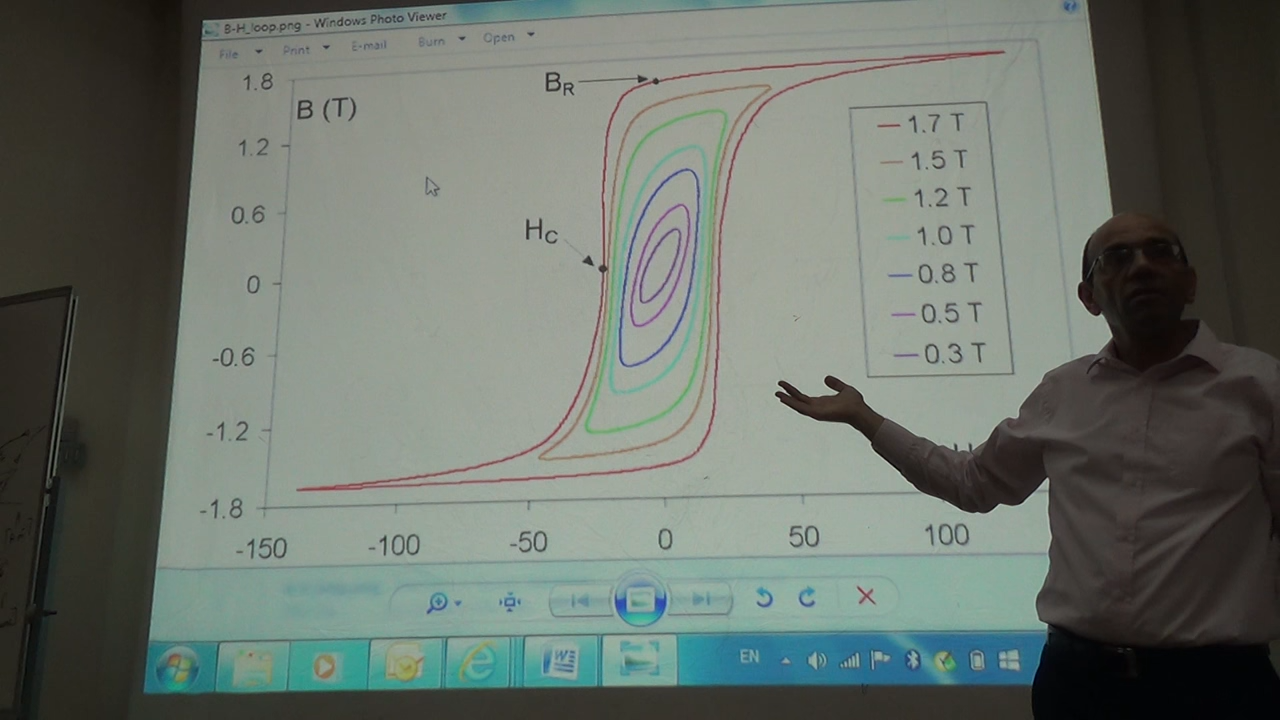 B-H_loop.png - Windows Photo Viewer
File Print E-mail Burn Open
B (T)
1.8
1.2
0.6
0
-0.6
-1.2
-1.8
-150
-100
-50
0
50
100
BR
HC
1.7 T
1.5 T
1.2 T
1.0 T
0.8 T
0.5 T
0.3 T
W
EN